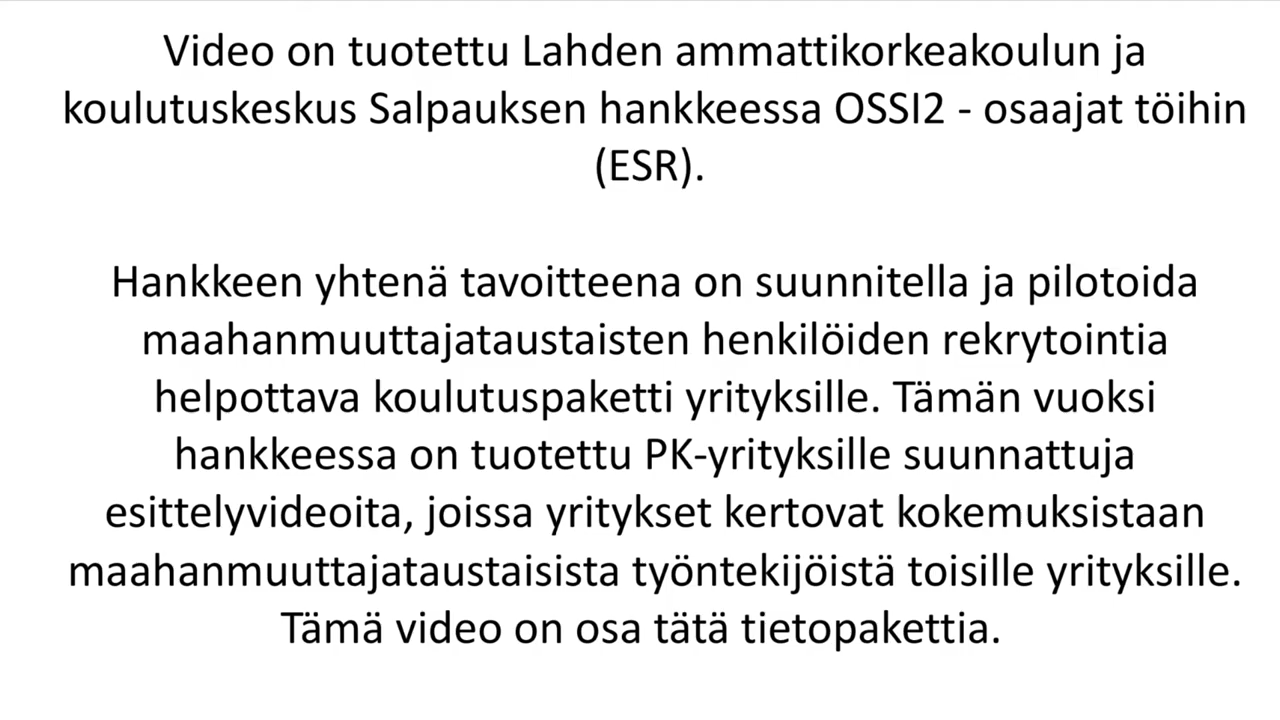 Video on tuotettu Lahden ammattikorkeakoulun ja
koulutuskeskus Salpauksen hankkeessa OSSI2 - osaajat töihin
(ESR).
Hankkeen yhtenä tavoitteena on suunnitella ja pilotoida
maahanmuuttajataustaisten henkilöiden rekrytointia
helpottava koulutuspaketti yrityksille. Tämän vuoksi
hankkeessa on tuotettu PK-yrityksille suunnattuja
esittelyvideoita, joissa yritykset kertovat kokemuksistaan
maahanmuuttajataustaisista työntekijöistä toisille yrityksille.
Tämä video on osa tätä tietopakettia.